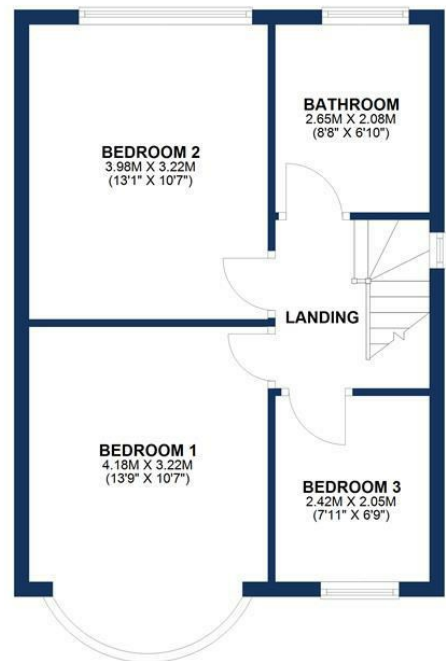 BATHROOM
2.65M X 2.08M
(8'8" X 6'10")
BEDROOM 2
3.98M X 3.22M
(13'1" X 10'7")
LANDING
BEDROOM 1
4.18M X 3.22M
(13'9" X 10'7")
BEDROOM 3
2.42M X 2.05M
(7'11" X 6'9")